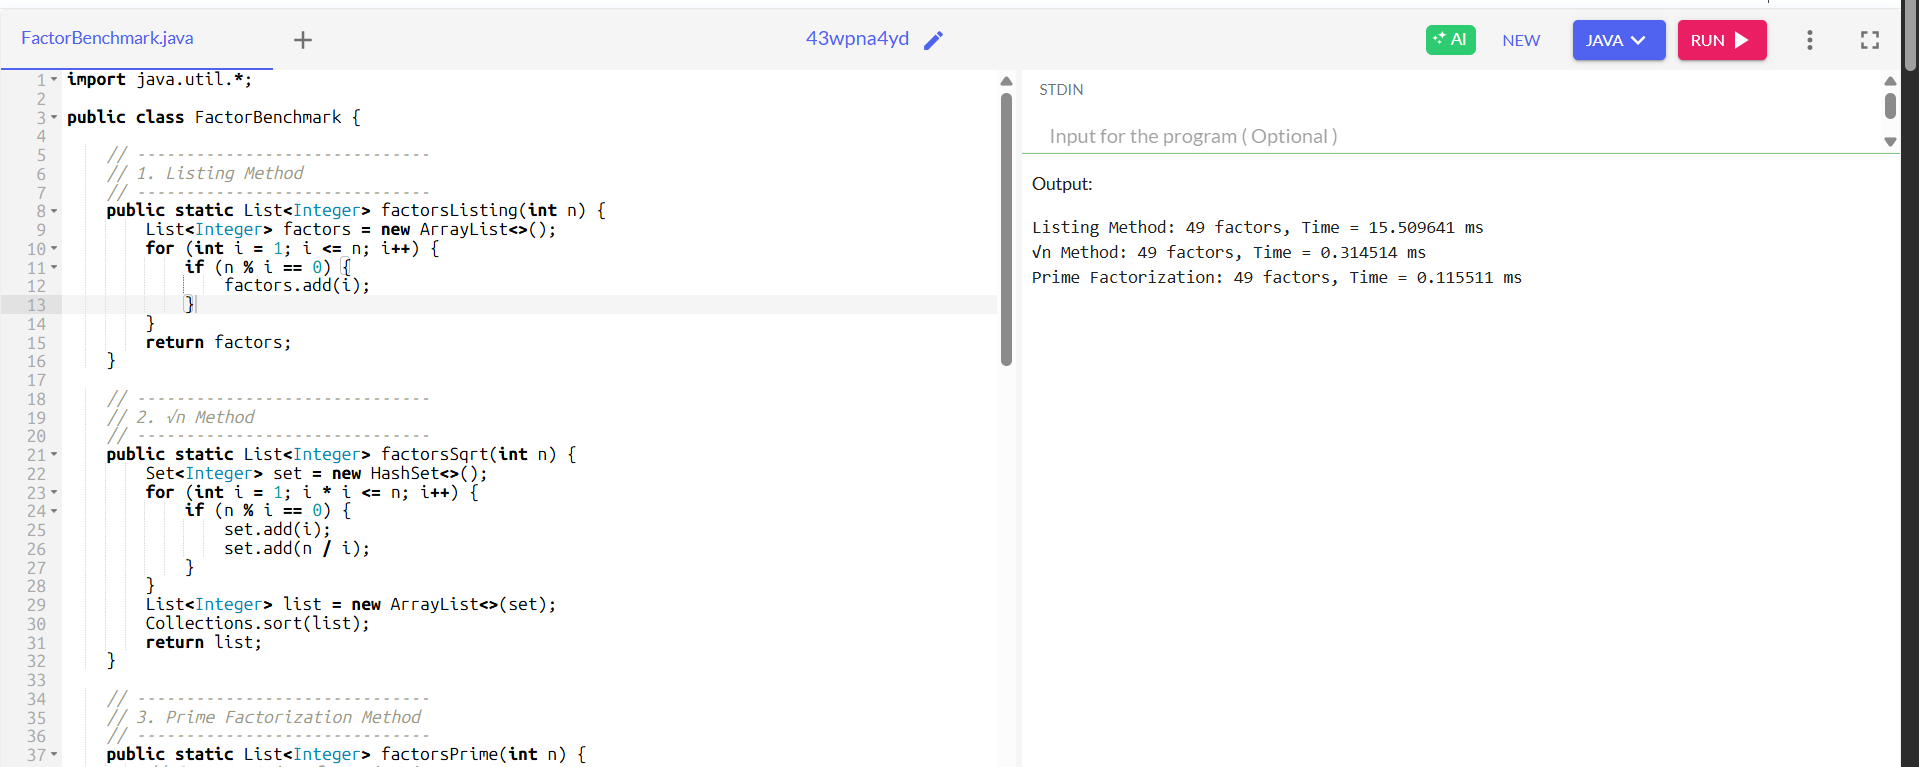 FactorBenchmark.java
+
43wpna4yd
AI
NEW
JAVA
RUN
1 import java.util.*;
2
3 public class FactorBenchmark {
4
5     // ------------------------------
6     // 1. Listing Method
7     // ------------------------------
8     public static List<Integer> factorsListing(int n) {
9         List<Integer> factors = new ArrayList<>();
10         for (int i = 1; i <= n; i++) {
11             if (n % i == 0) {
12                 factors.add(i);
13             }
14         }
15         return factors;
16     }
17
18     // ------------------------------
19     // 2. √n Method
20     // ------------------------------
21     public static List<Integer> factorsSqrt(int n) {
22         Set<Integer> set = new HashSet<>();
23         for (int i = 1; i * i <= n; i++) {
24             if (n % i == 0) {
25                 set.add(i);
26                 set.add(n / i);
27             }
28         }
29         List<Integer> list = new ArrayList<>(set);
30         Collections.sort(list);
31         return list;
32     }
33
34     // ------------------------------
35     // 3. Prime Factorization Method
36     // ------------------------------
37     public static List<Integer> factorsPrime(int n) {
STDIN
Input for the program ( Optional )
Output:
Listing Method: 49 factors, Time = 15.509641 ms
√n Method: 49 factors, Time = 0.314514 ms
Prime Factorization: 49 factors, Time = 0.115511 ms